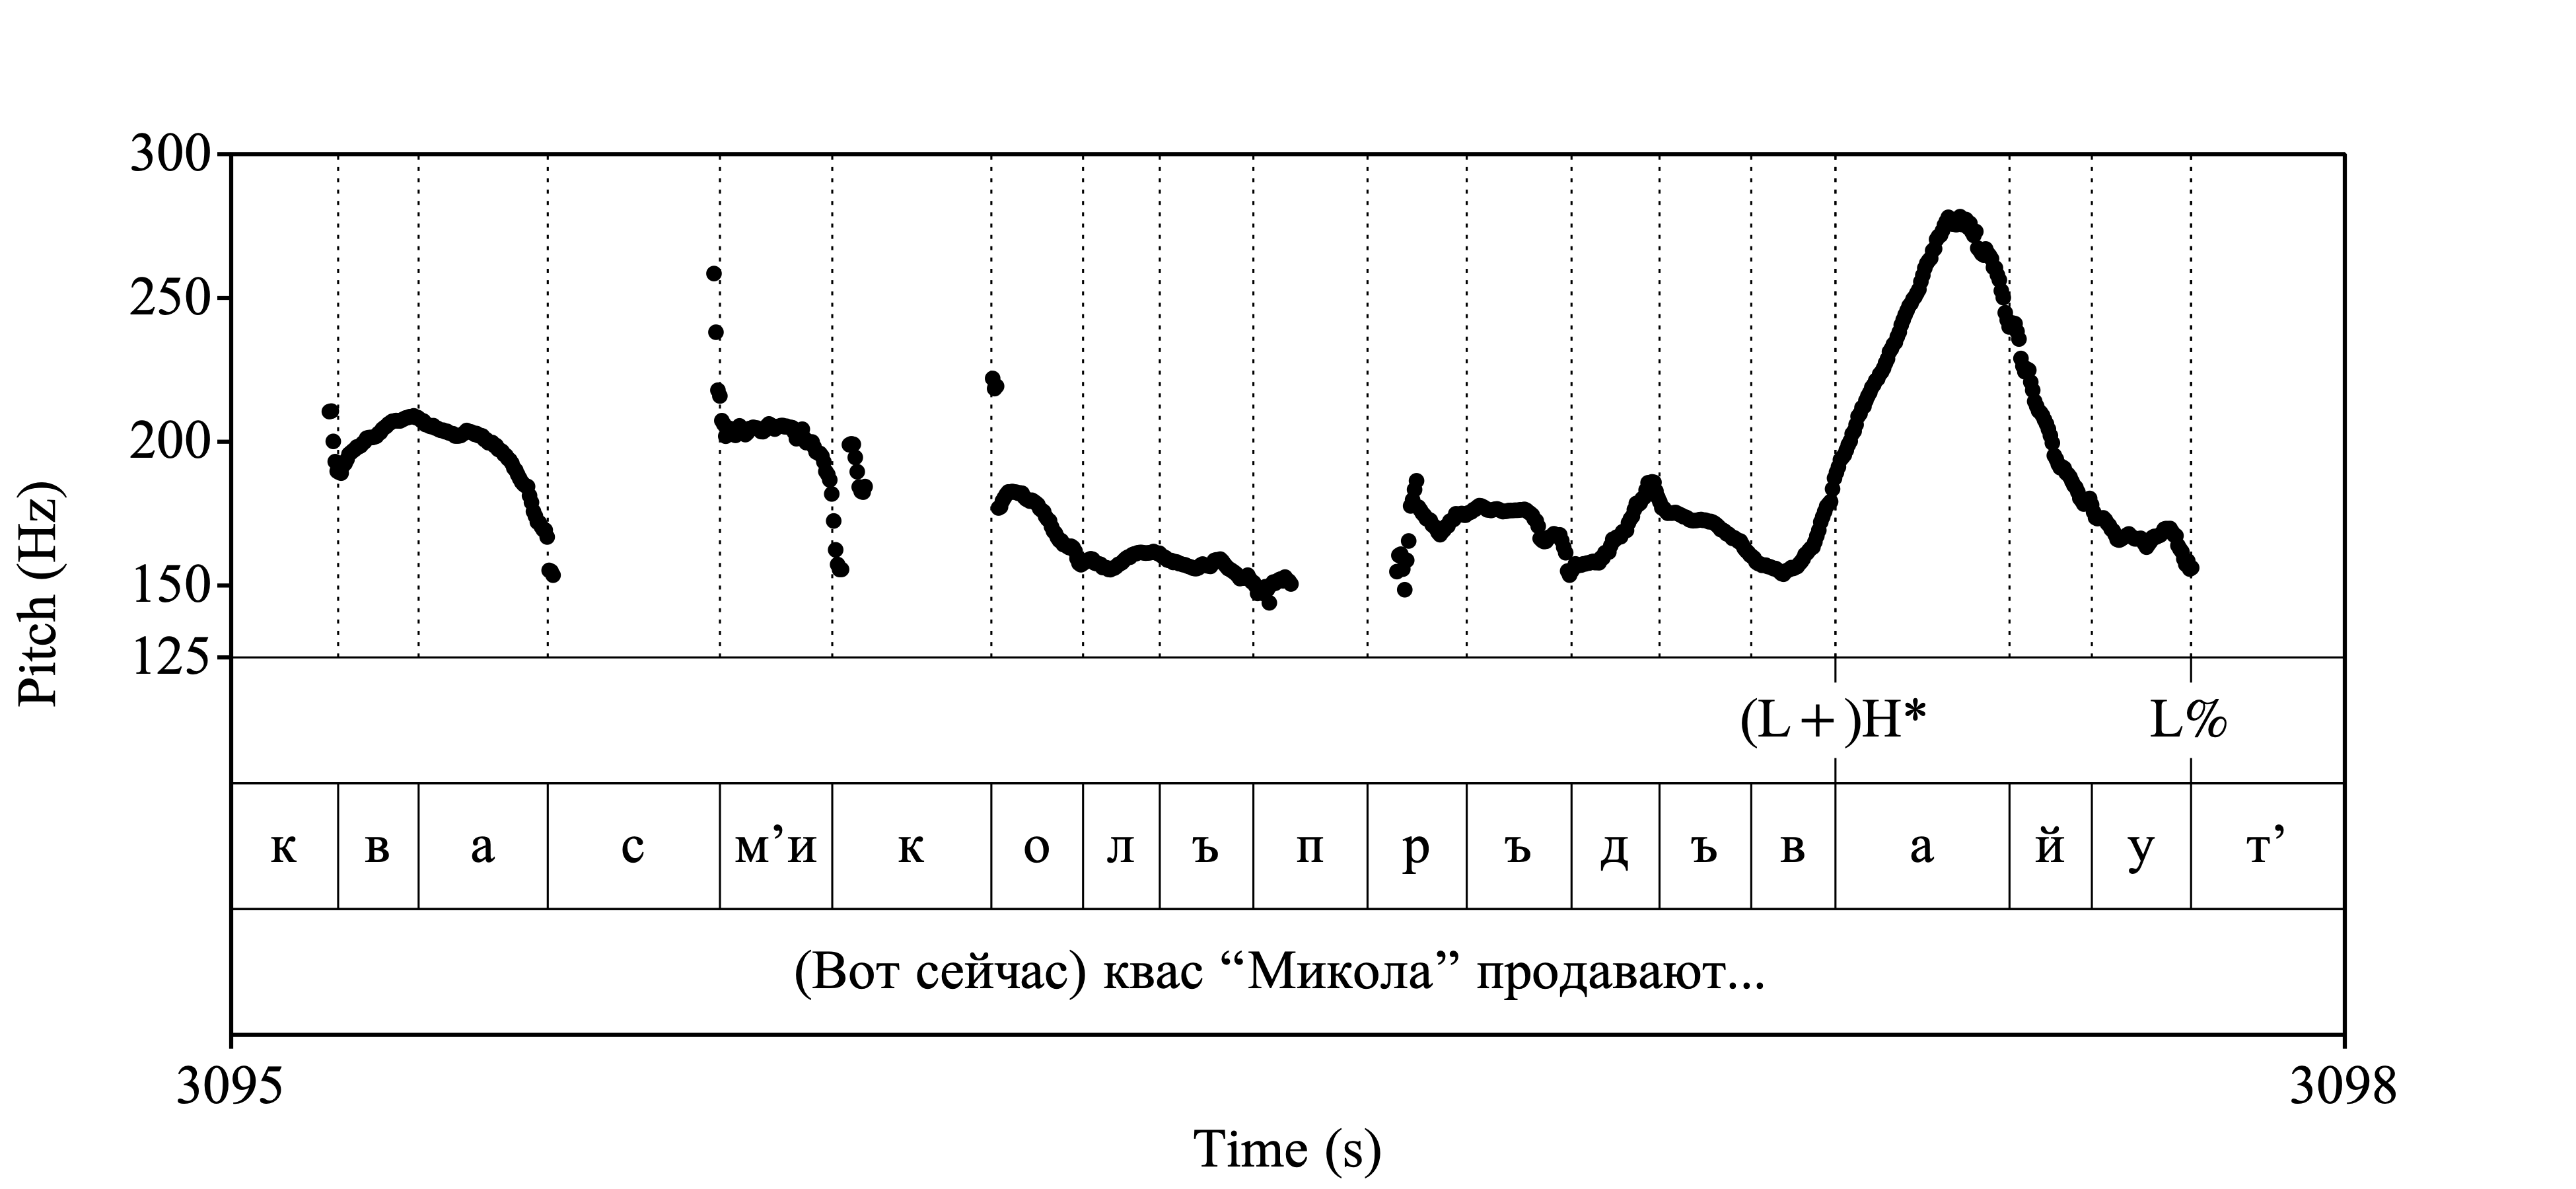 Pitch (Hz)
300
250
200
150
125
(L+)H* L%
к в а с м’и к о л ъ п р ъ д ъ в а й у т’
(Вот сейчас) квас “Микола” продавают...
3095 3098
Time (s)